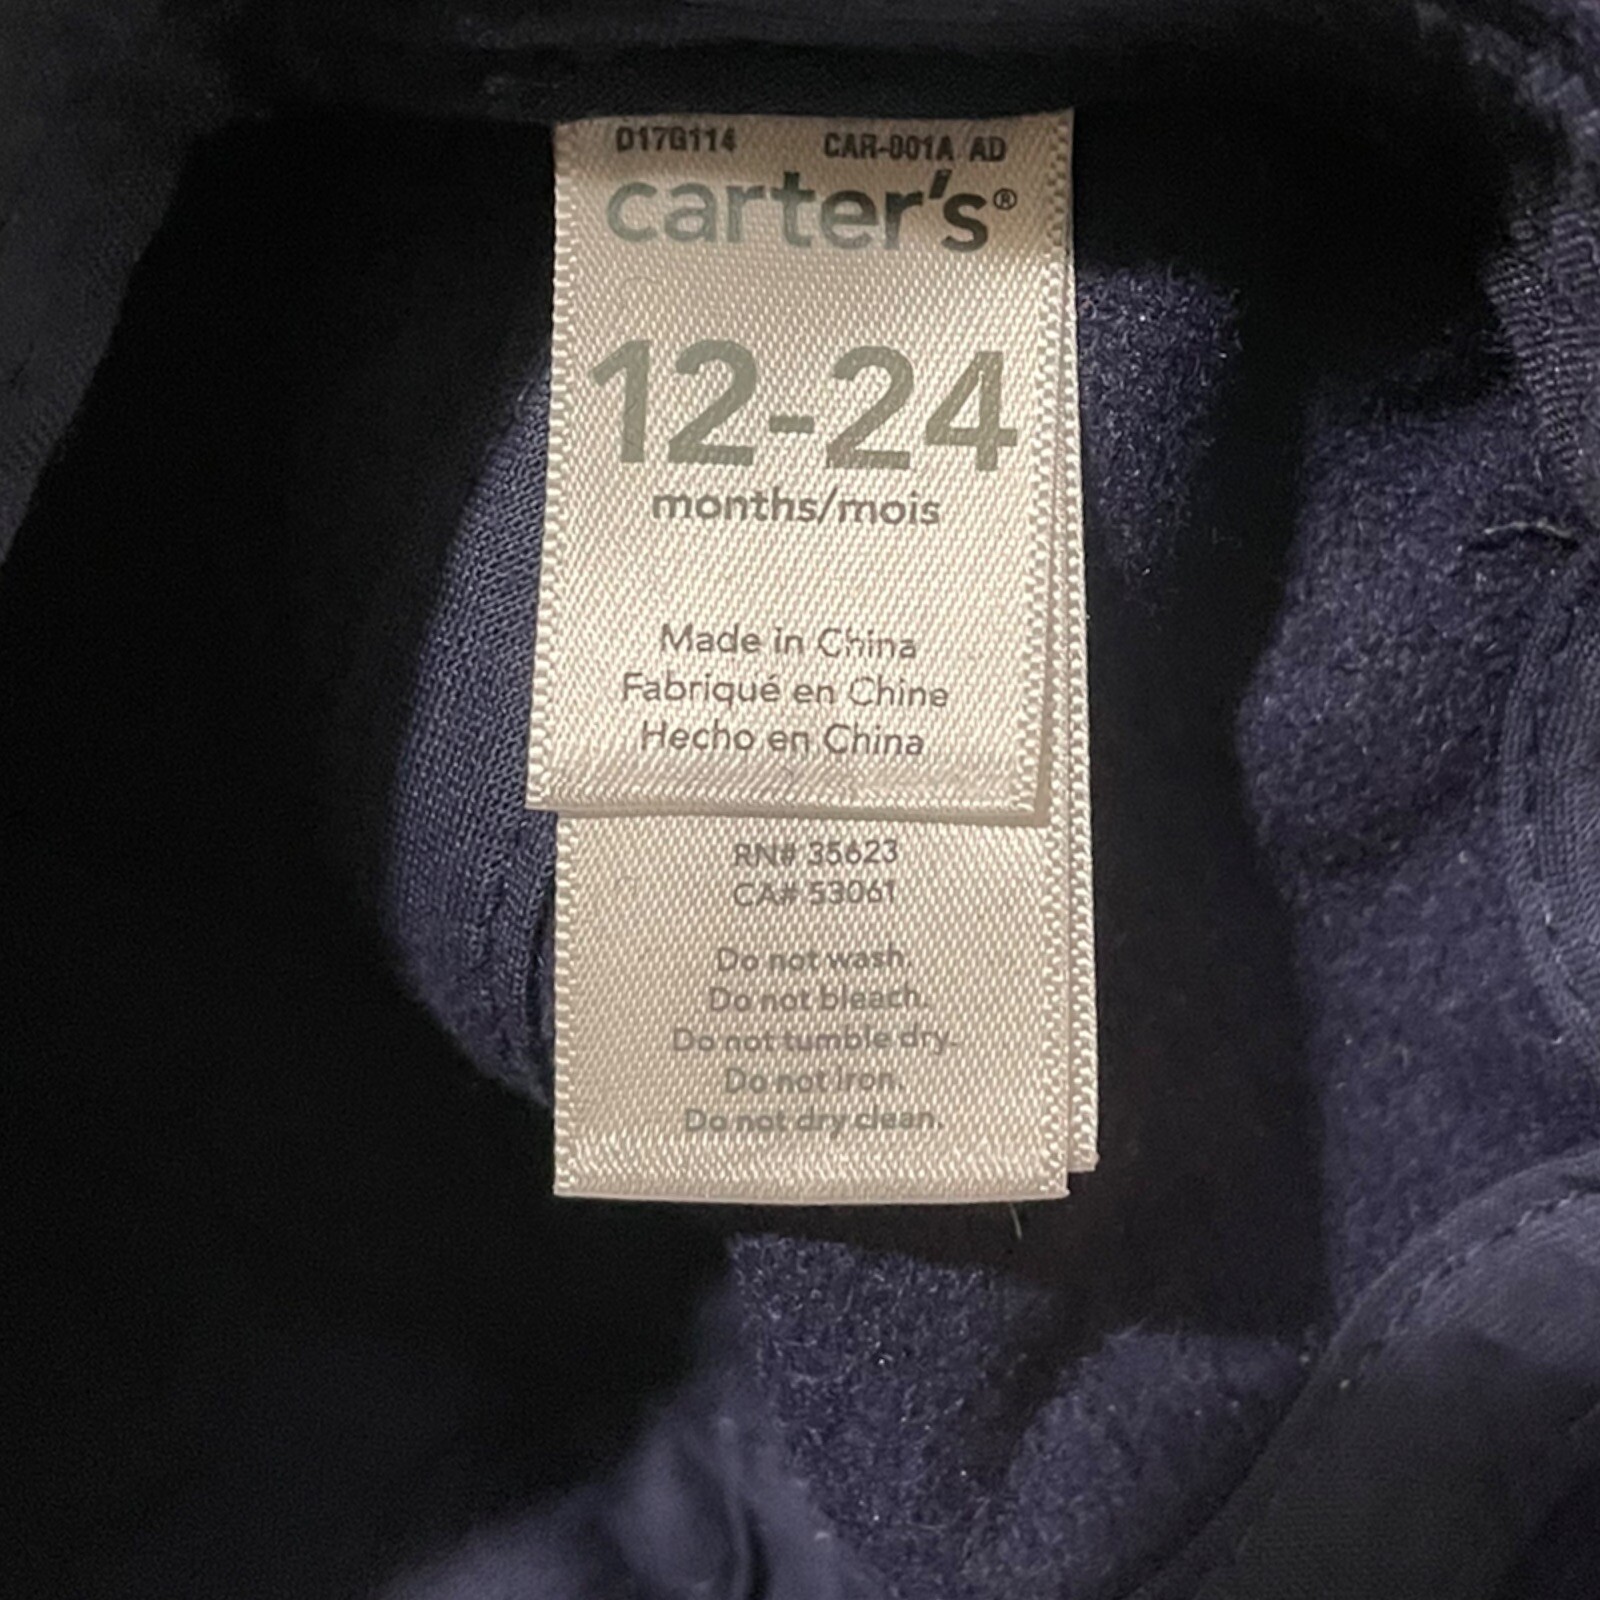 D17G114 CAR-001A AD
carter's®
12-24
months/mois
Made in China
Fabriqué en Chine
Hecho en China
RN# 35623
CA# 53061
Do not wash.
Do not bleach.
Do not tumble dry.
Do not iron.
Do not dry clean.